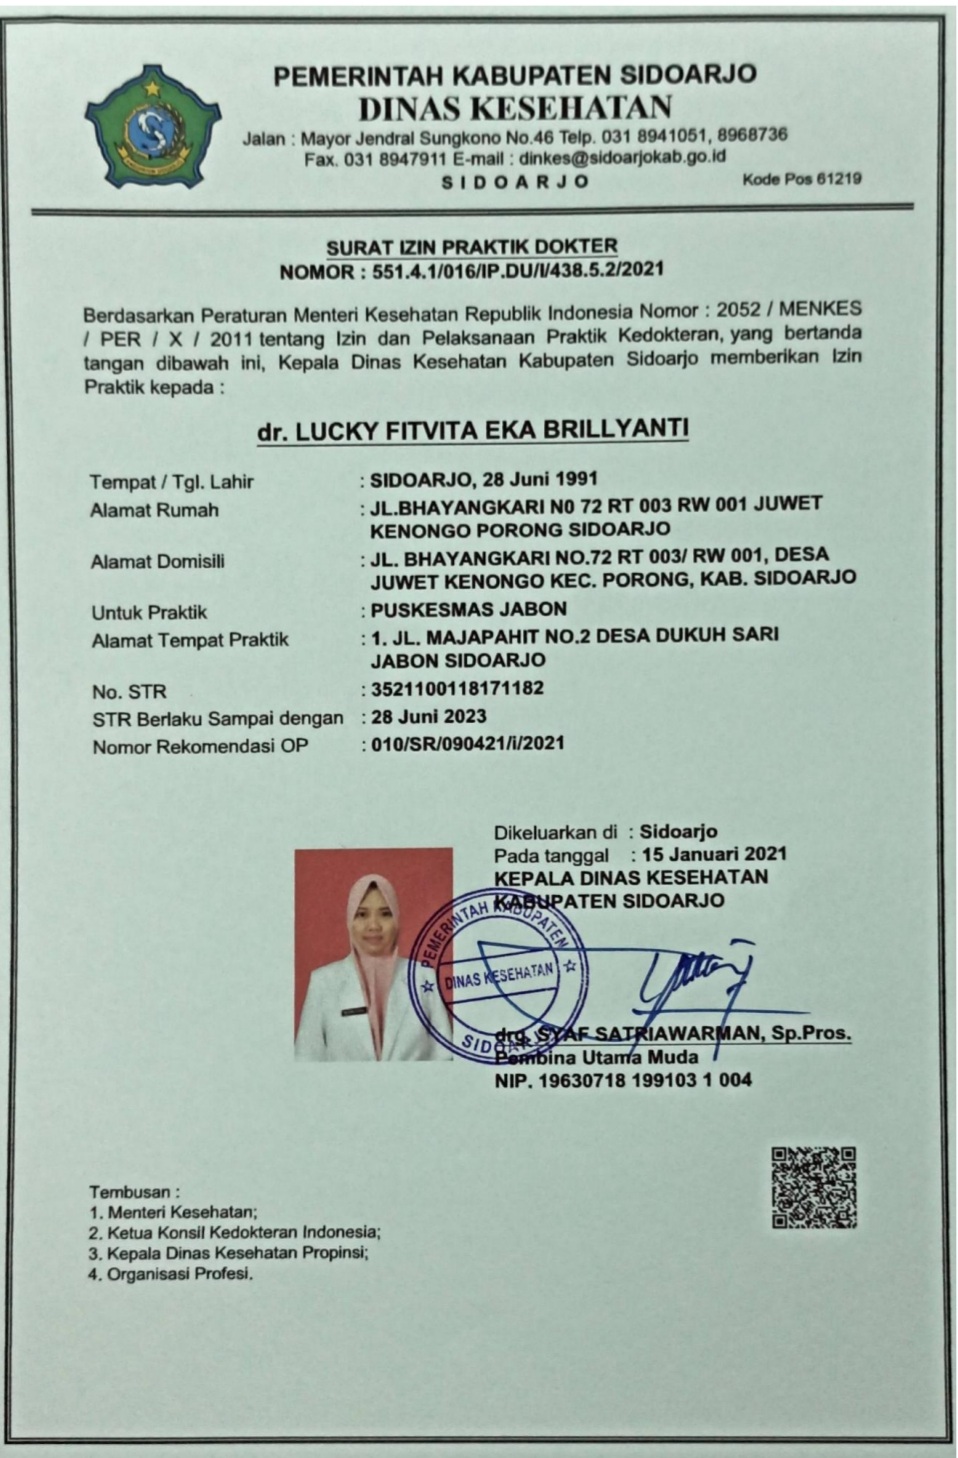 PEMERINTAH KABUPATEN SIDOARJO
DINAS KESEHATAN
Jalan : Mayor Jendral Sungkono No.46 Telp. 031 8941051, 8968736
Fax. 031 8947911 E-mail : dinkes@sidoarjokab.go.id
S I D O A R J O
Kode Pos 61219
SURAT IZIN PRAKTIK DOKTER
NOMOR : 551.4.1/016/IP.DU/I/438.5.2/2021
Berdasarkan Peraturan Menteri Kesehatan Republik Indonesia Nomor : 2052 / MENKES
/ PER / X / 2011 tentang Izin dan Pelaksanaan Praktik Kedokteran, yang bertanda
tangan dibawah ini, Kepala Dinas Kesehatan Kabupaten Sidoarjo memberikan Izin
Praktik kepada :
dr. LUCKY FITVITA EKA BRILLYANTI
Tempat / Tgl. Lahir : SIDOARJO, 28 Juni 1991
Alamat Rumah : JL.BHAYANGKARI N0 72 RT 003 RW 001 JUWET
KENONGO PORONG SIDOARJO
Alamat Domisili : JL. BHAYANGKARI NO.72 RT 003/ RW 001, DESA
JUWET KENONGO KEC. PORONG, KAB. SIDOARJO
Untuk Praktik : PUSKESMAS JABON
Alamat Tempat Praktik : 1. JL. MAJAPAHIT NO.2 DESA DUKUH SARI
JABON SIDOARJO
No. STR : 3521100118171182
STR Berlaku Sampai dengan : 28 Juni 2023
Nomor Rekomendasi OP : 010/SR/090421/i/2021
Dikeluarkan di : Sidoarjo
Pada tanggal : 15 Januari 2021
KEPALA DINAS KESEHATAN
KABUPATEN SIDOARJO
PEMERINTAH KABUPATEN
DINAS KESEHATAN
SIDOARJO
drg. SYAF SATRIAWARMAN, Sp.Pros.
Pembina Utama Muda
NIP. 19630718 199103 1 004
Tembusan :
1. Menteri Kesehatan;
2. Ketua Konsil Kedokteran Indonesia;
3. Kepala Dinas Kesehatan Propinsi;
4. Organisasi Profesi.